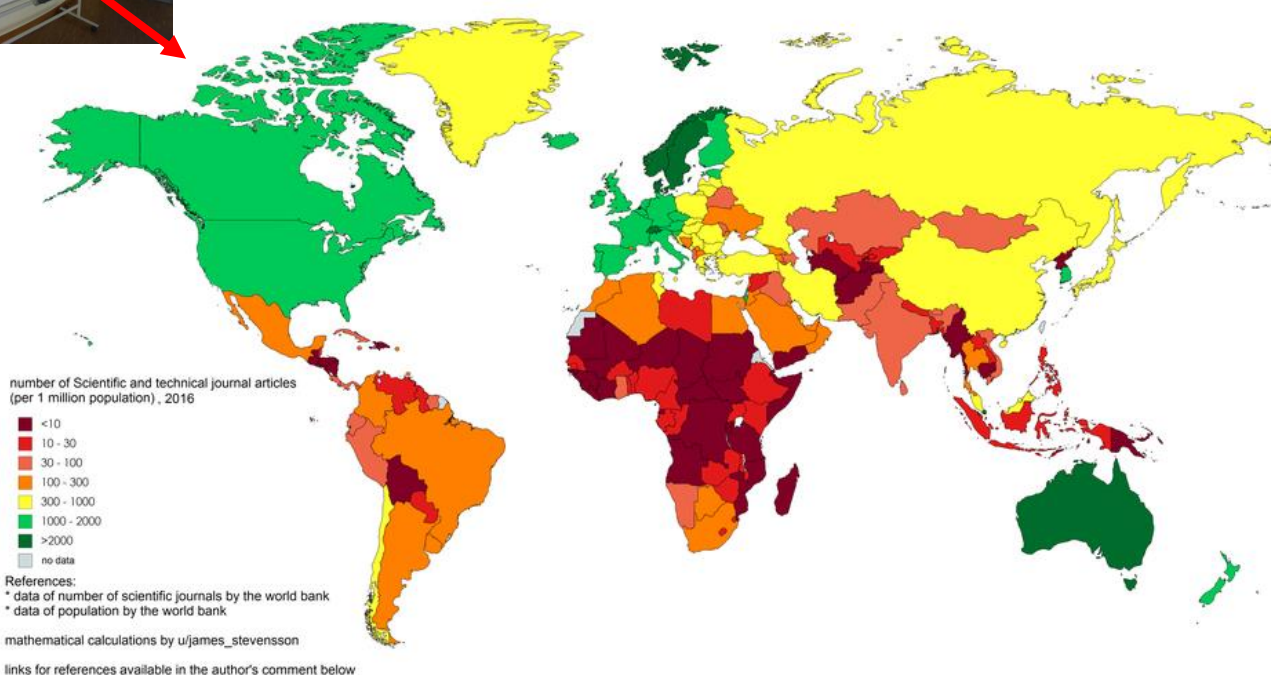 number of Scientific and technical journal articles
(per 1 million population) , 2016
<10
10 - 30
30 - 100
100 - 300
300 - 1000
1000 - 2000
>2000
no data
References:
* data of number of scientific journals by the world bank
* data of population by the world bank
mathematical calculations by u/james_stevensson
links for references available in the author's comment below